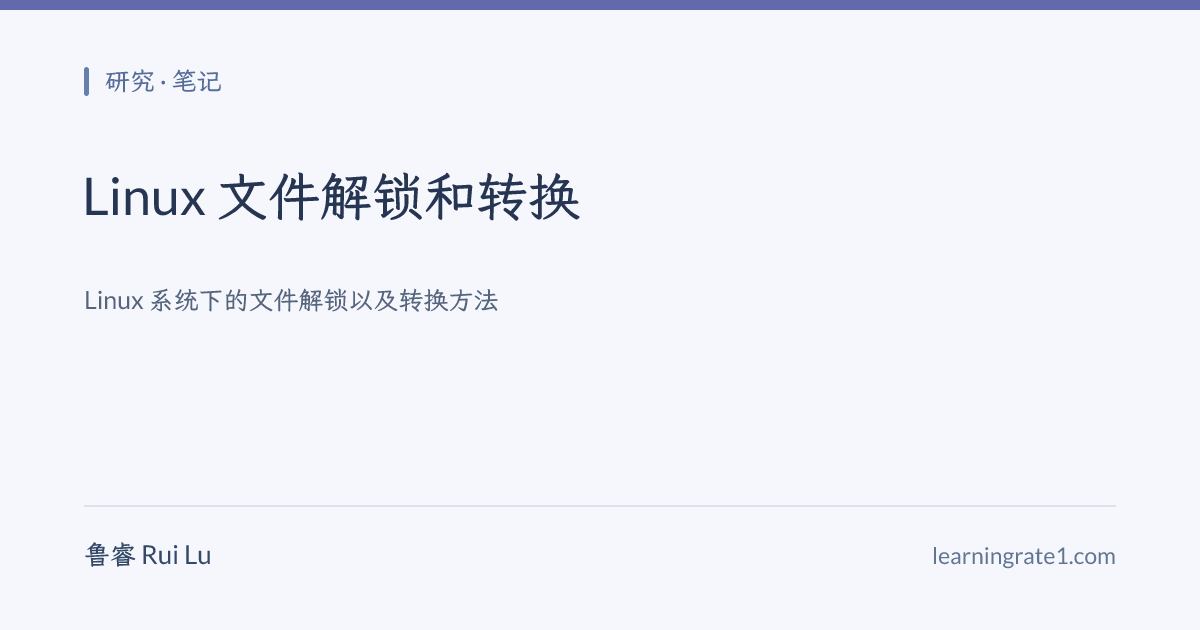 研究 · 笔记
Linux 文件解锁和转换
Linux 系统下的文件解锁以及转换方法
鲁睿 Rui Lu
learningrate1.com